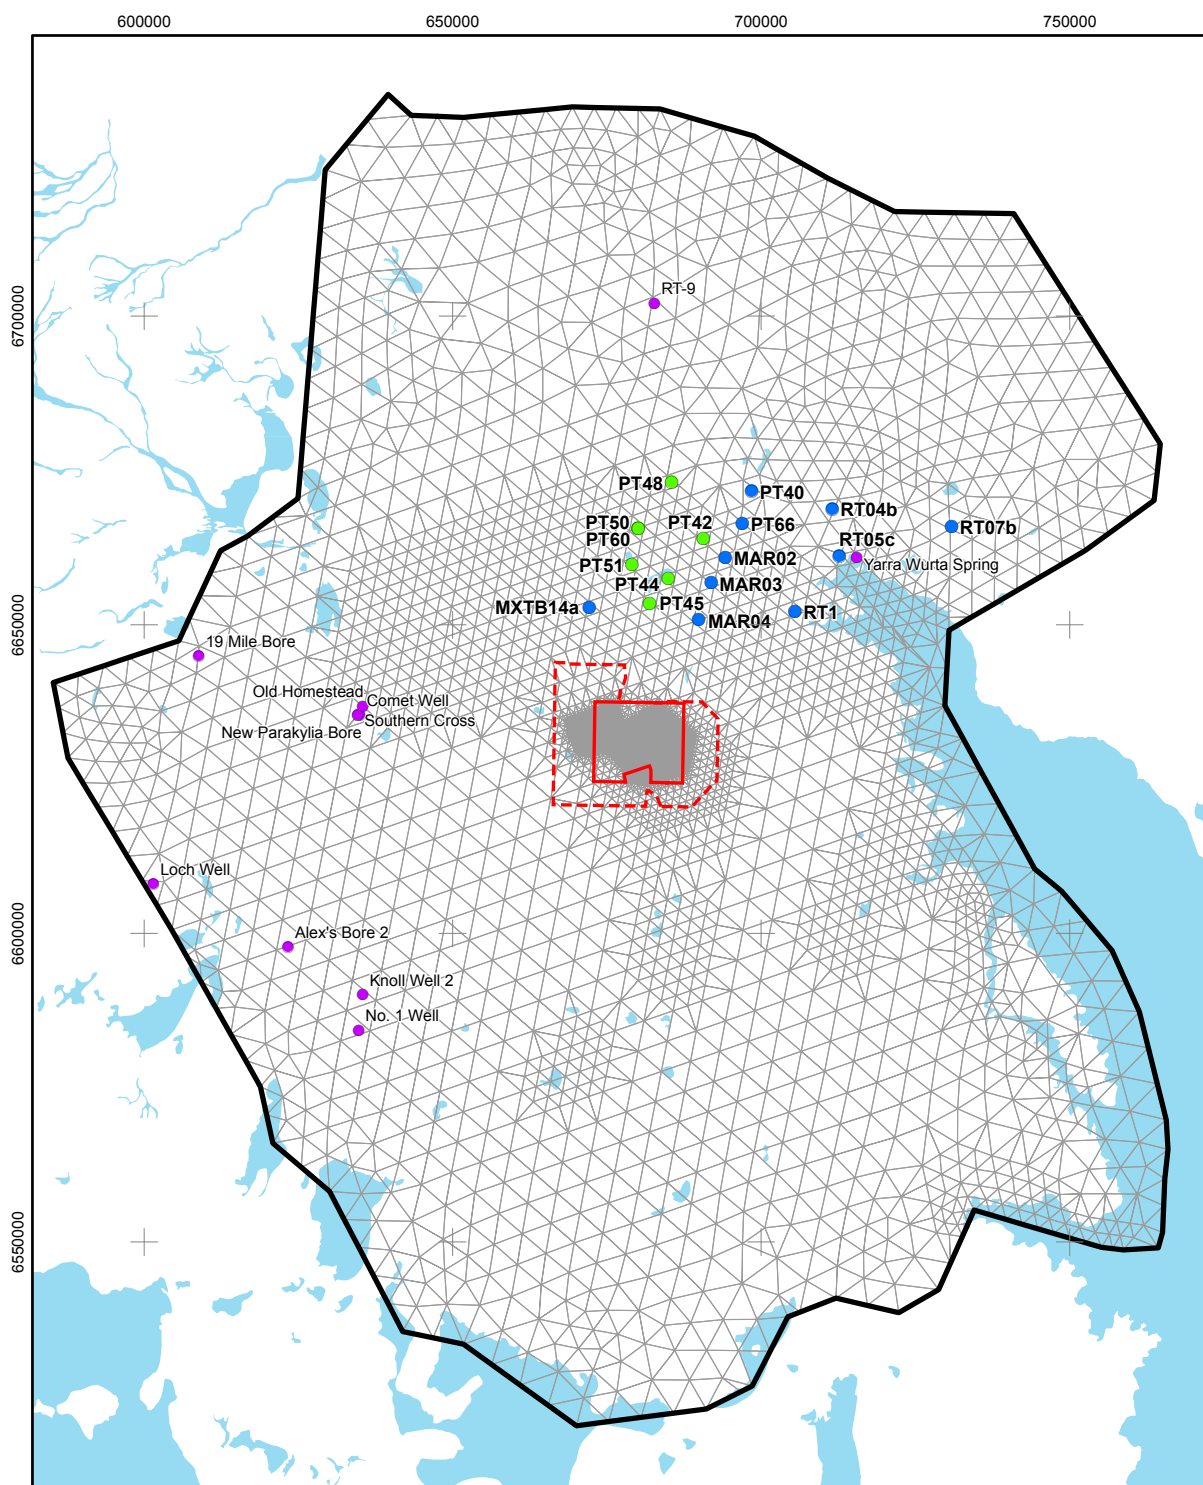 600000
650000
700000
750000
6700000
6650000
6600000
6550000
RT-9
PT48
PT40
PT50
PT42
PT60
PT66
RT04b
RT07b
RT05c
MAR02
Yarra Wurta Spring
PT51
PT44
MAR03
MXTB14a
PT45
MAR04
RT1
19 Mile Bore
Old Homestead
Comet Well
Southern Cross
New Parakylia Bore
Loch Well
Alex's Bore 2
Knoll Well 2
No. 1 Well